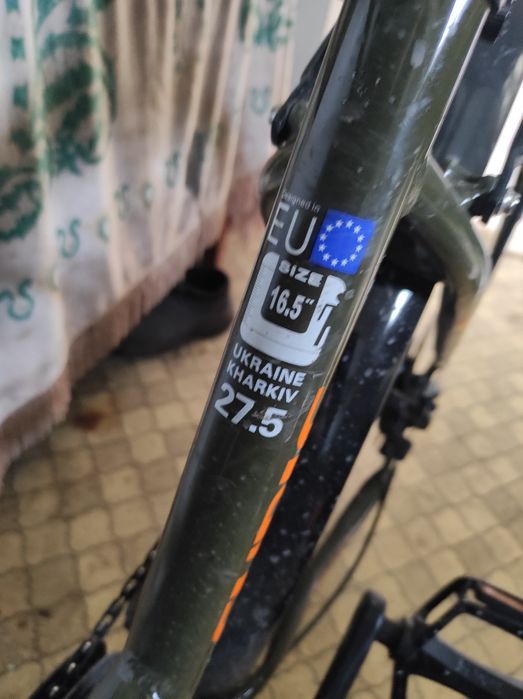 Designed in
EU
SIZE
16.5"
UKRAINE
KHARKIV
27.5